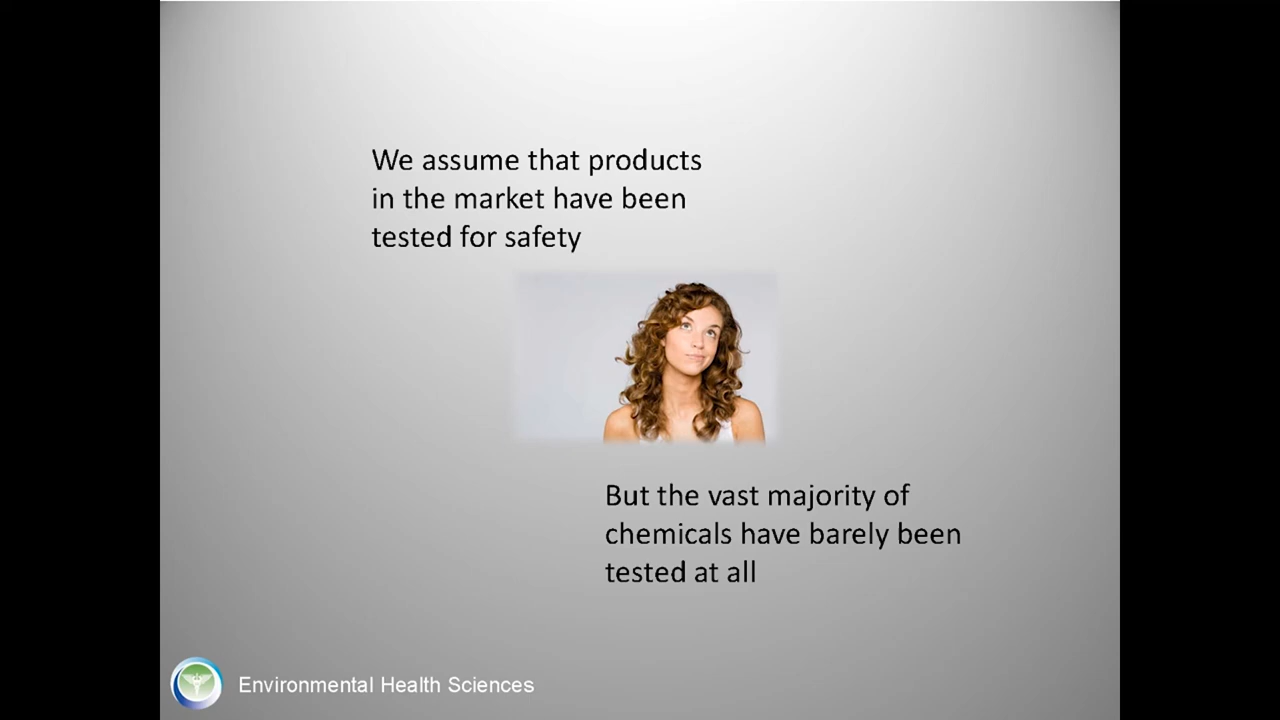 We assume that products
in the market have been
tested for safety
But the vast majority of
chemicals have barely been
tested at all
Environmental Health Sciences